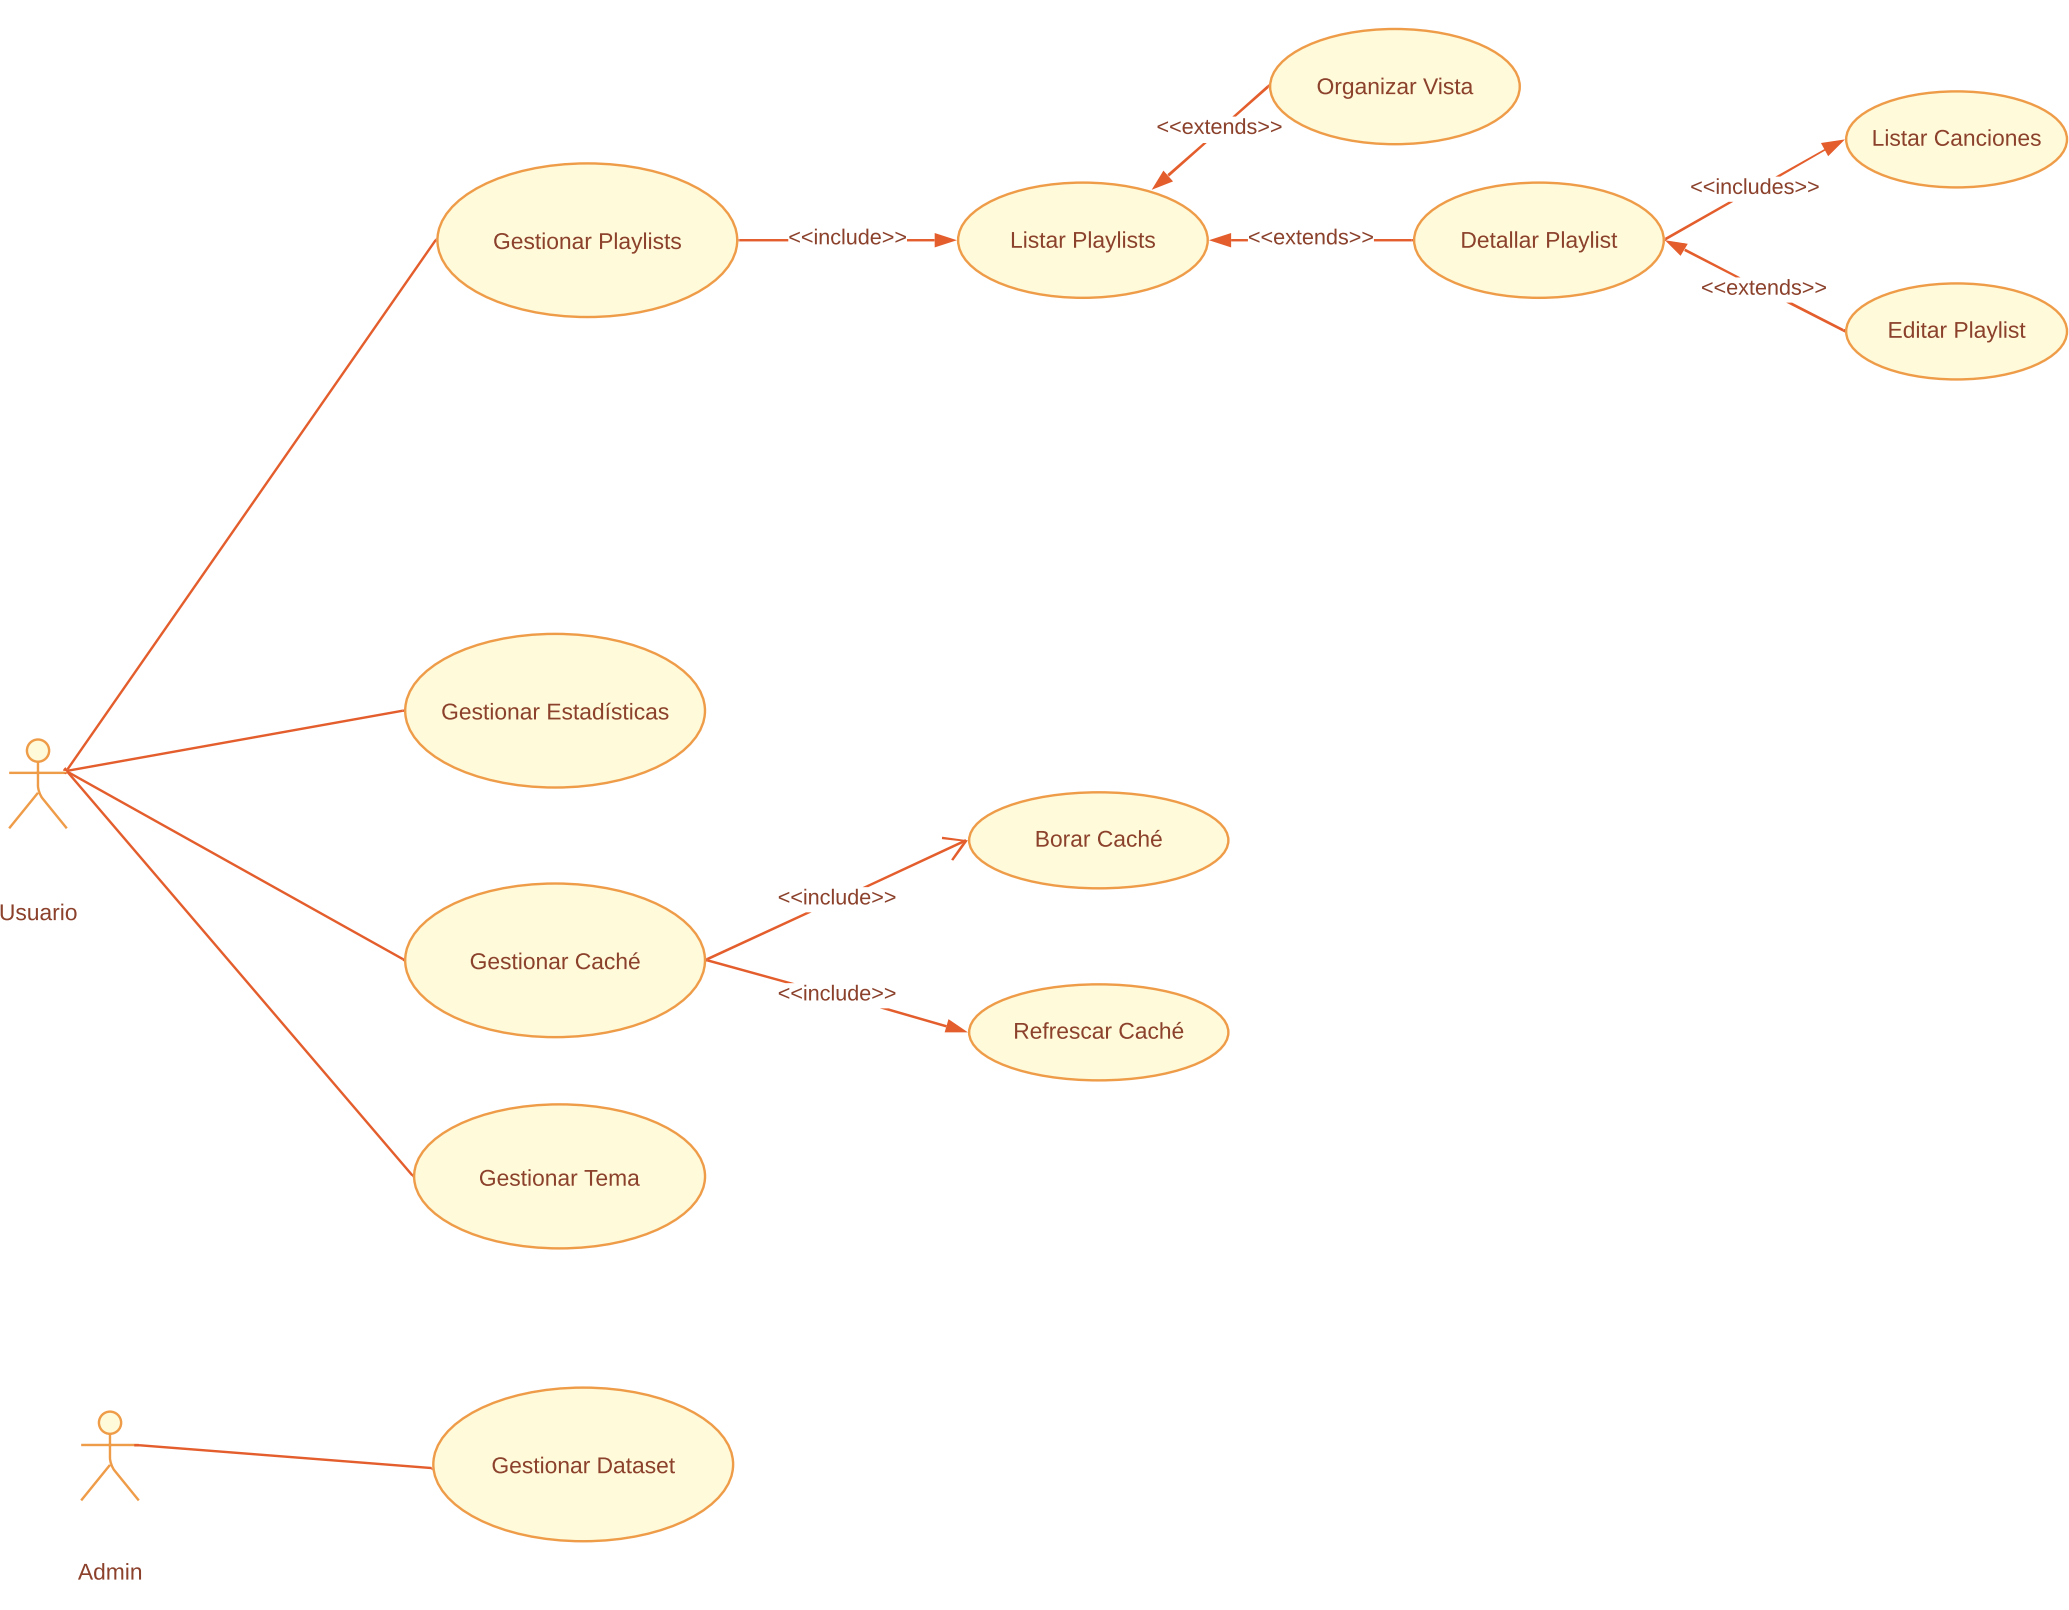 Organizar Vista
<<extends>>
Listar Canciones
<<includes>>
Gestionar Playlists
<<include>>
Listar Playlists
<<extends>>
Detallar Playlist
<<extends>>
Editar Playlist
Gestionar Estadísticas
Usuario
Borar Caché
<<include>>
Gestionar Caché
<<include>>
Refrescar Caché
Gestionar Tema
Gestionar Dataset
Admin